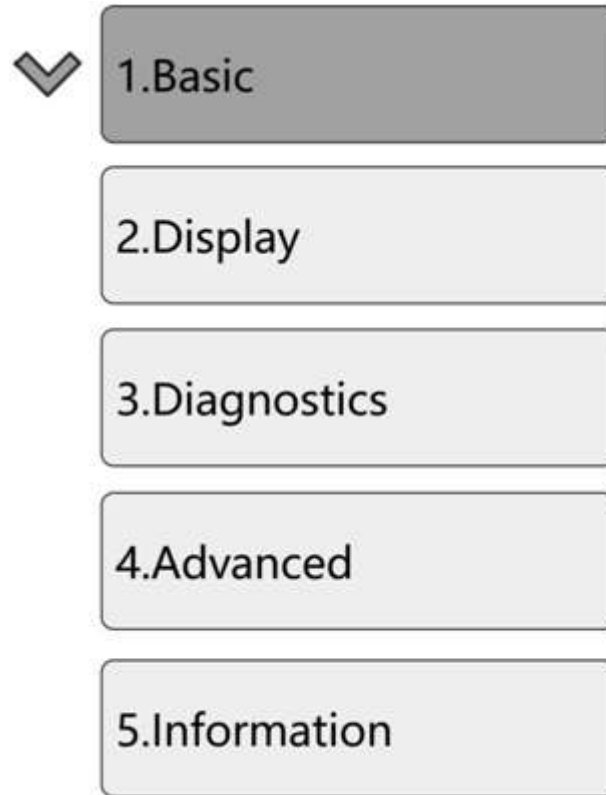 1.Basic
2.Display
3.Diagnostics
4.Advanced
5.Information